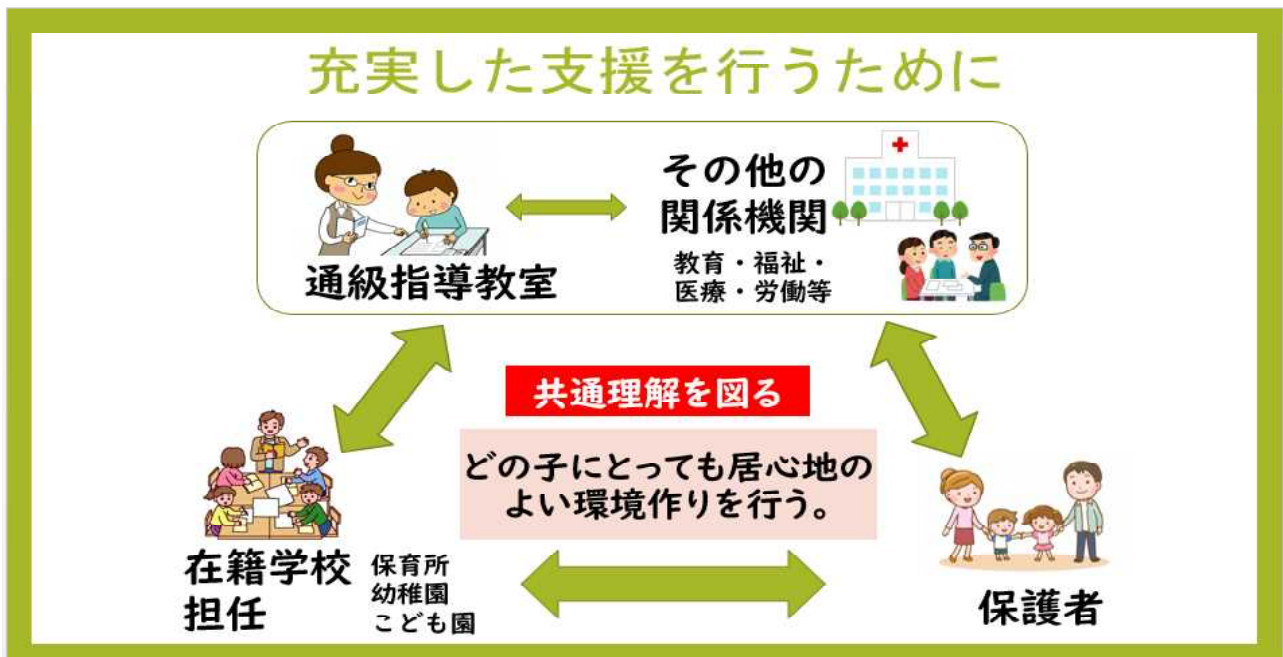 充実した支援を行うために
その他の
関係機関
教育・福祉・
医療・労働等
通級指導教室
共通理解を図る
どの子にとっても居心地の
よい環境作りを行う。
在籍学校
担任
保育所
幼稚園
こども園
保護者